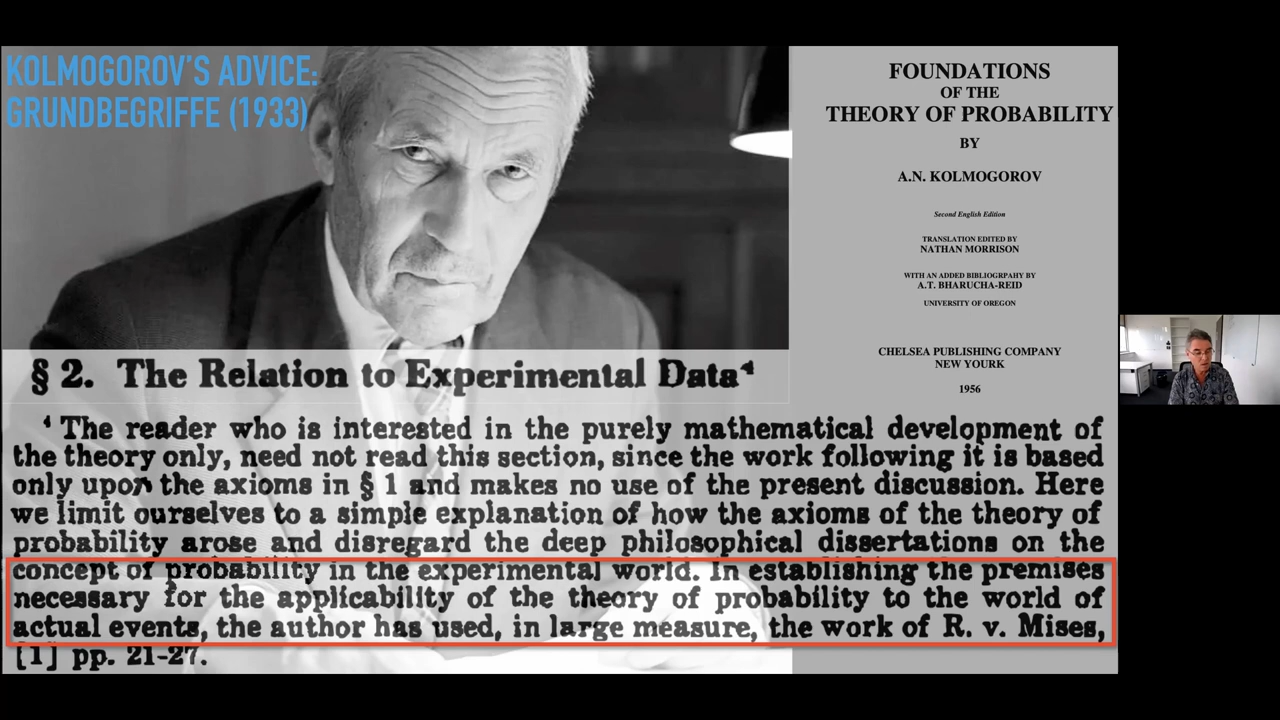 KOLMOGOROV'S ADVICE:
GRUNDBEGRIFFE (1933)
FOUNDATIONS
OF THE
THEORY OF PROBABILITY
BY
A.N. KOLMOGOROV
Second English Edition
TRANSLATION EDITED BY
NATHAN MORRISON
WITH AN ADDED BIBLIOGRPAHY BY
A.T. BHARUCHA-REID
UNIVERSITY OF OREGON
CHELSEA PUBLISHING COMPANY
NEW YOURK
1956
§ 2. The Relation to Experimental Data⁴
⁴ The reader who is interested in the purely mathematical development of
the theory only, need not read this section, since the work following it is based
only upon the axioms in § 1 and makes no use of the present discussion. Here
we limit ourselves to a simple explanation of how the axioms of the theory of
probability arose and disregard the deep philosophical dissertations on the
concept of probability in the experimental world. In establishing the premises
necessary for the applicability of the theory of probability to the world of
actual events, the author has used, in large measure, the work of R. v. Mises,
[1] pp. 21-27.